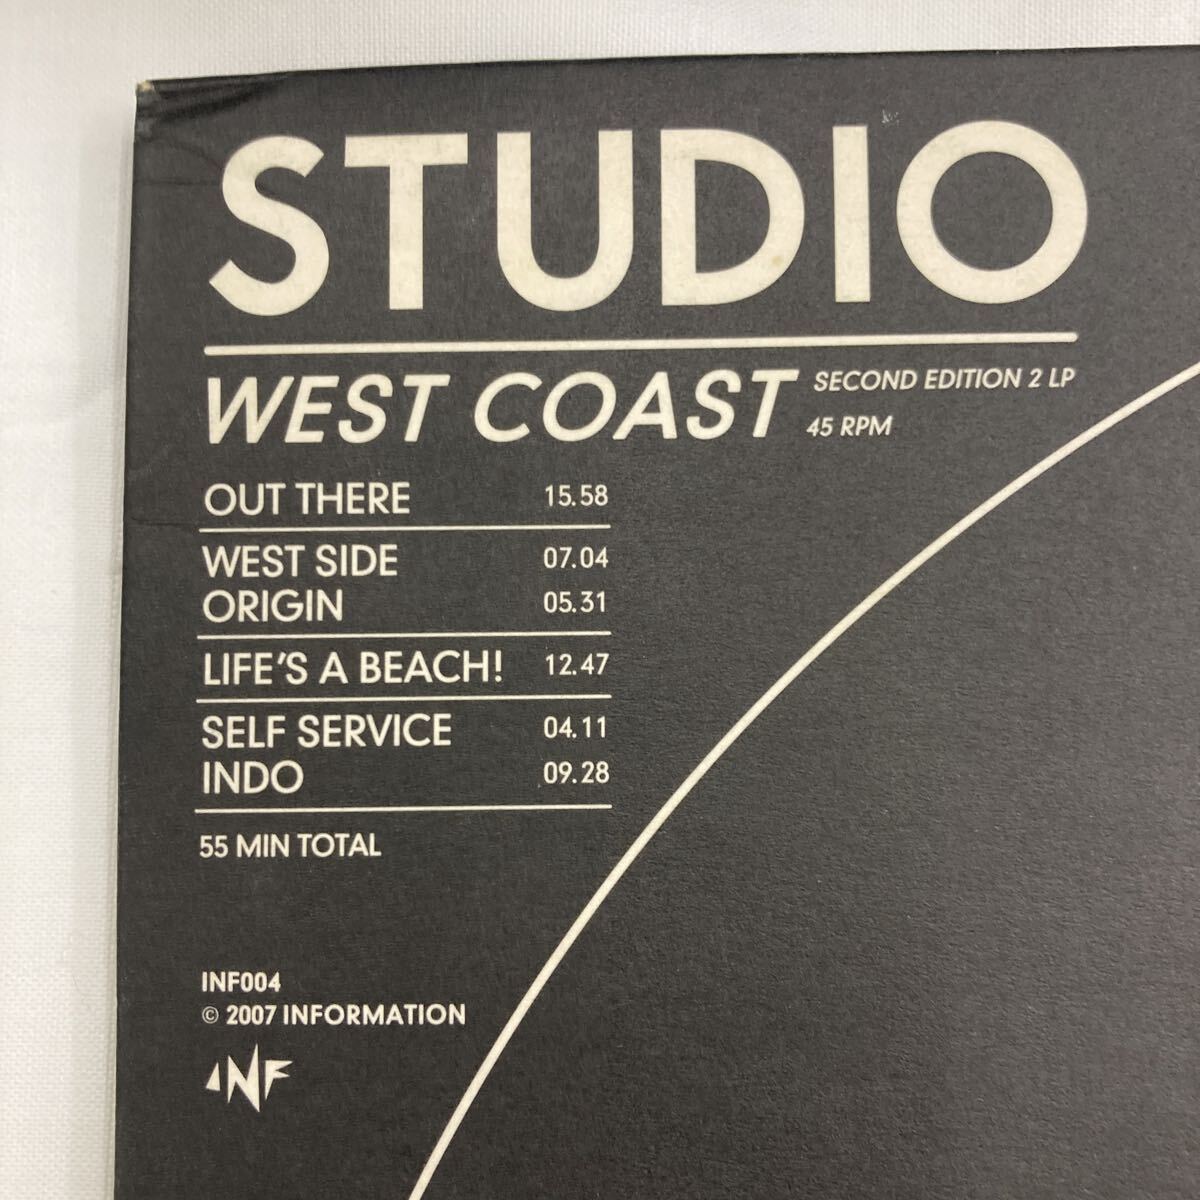 STUDIO
WEST COAST SECOND EDITION 2 LP
45 RPM
OUT THERE 15.58
WEST SIDE 07.04
ORIGIN 05.31
LIFE'S A BEACH! 12.47
SELF SERVICE 04.11
INDO 09.28
55 MIN TOTAL
INF004
© 2007 INFORMATION
INF